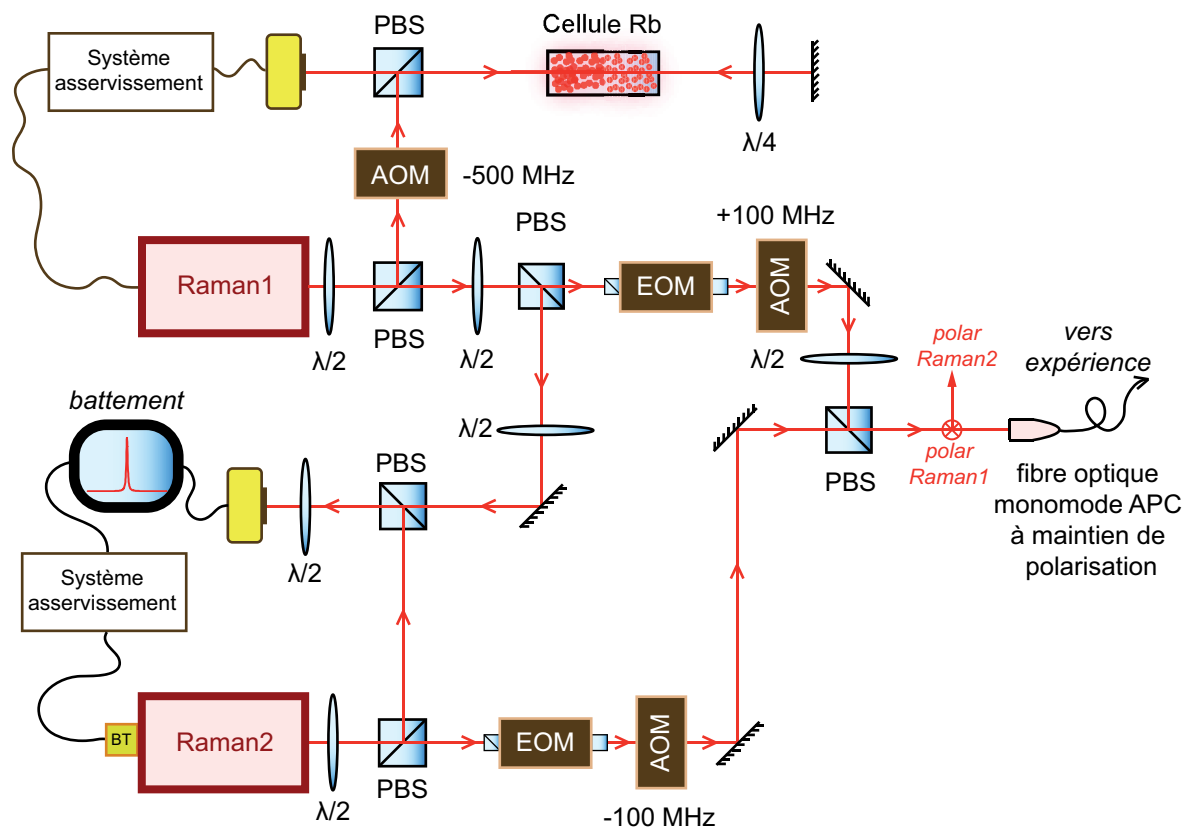 PBS
Cellule Rb
Système
asservissement
λ/4
AOM
-500 MHz
PBS
+100 MHz
Raman1
EOM
AOM
λ/2
PBS
λ/2
λ/2
polar
Raman2
vers
expérience
battement
λ/2
PBS
PBS
polar
Raman1
fibre optique
monomode APC
à maintien de
polarisation
λ/2
Système
asservissement
BT
Raman2
EOM
AOM
λ/2
PBS
-100 MHz